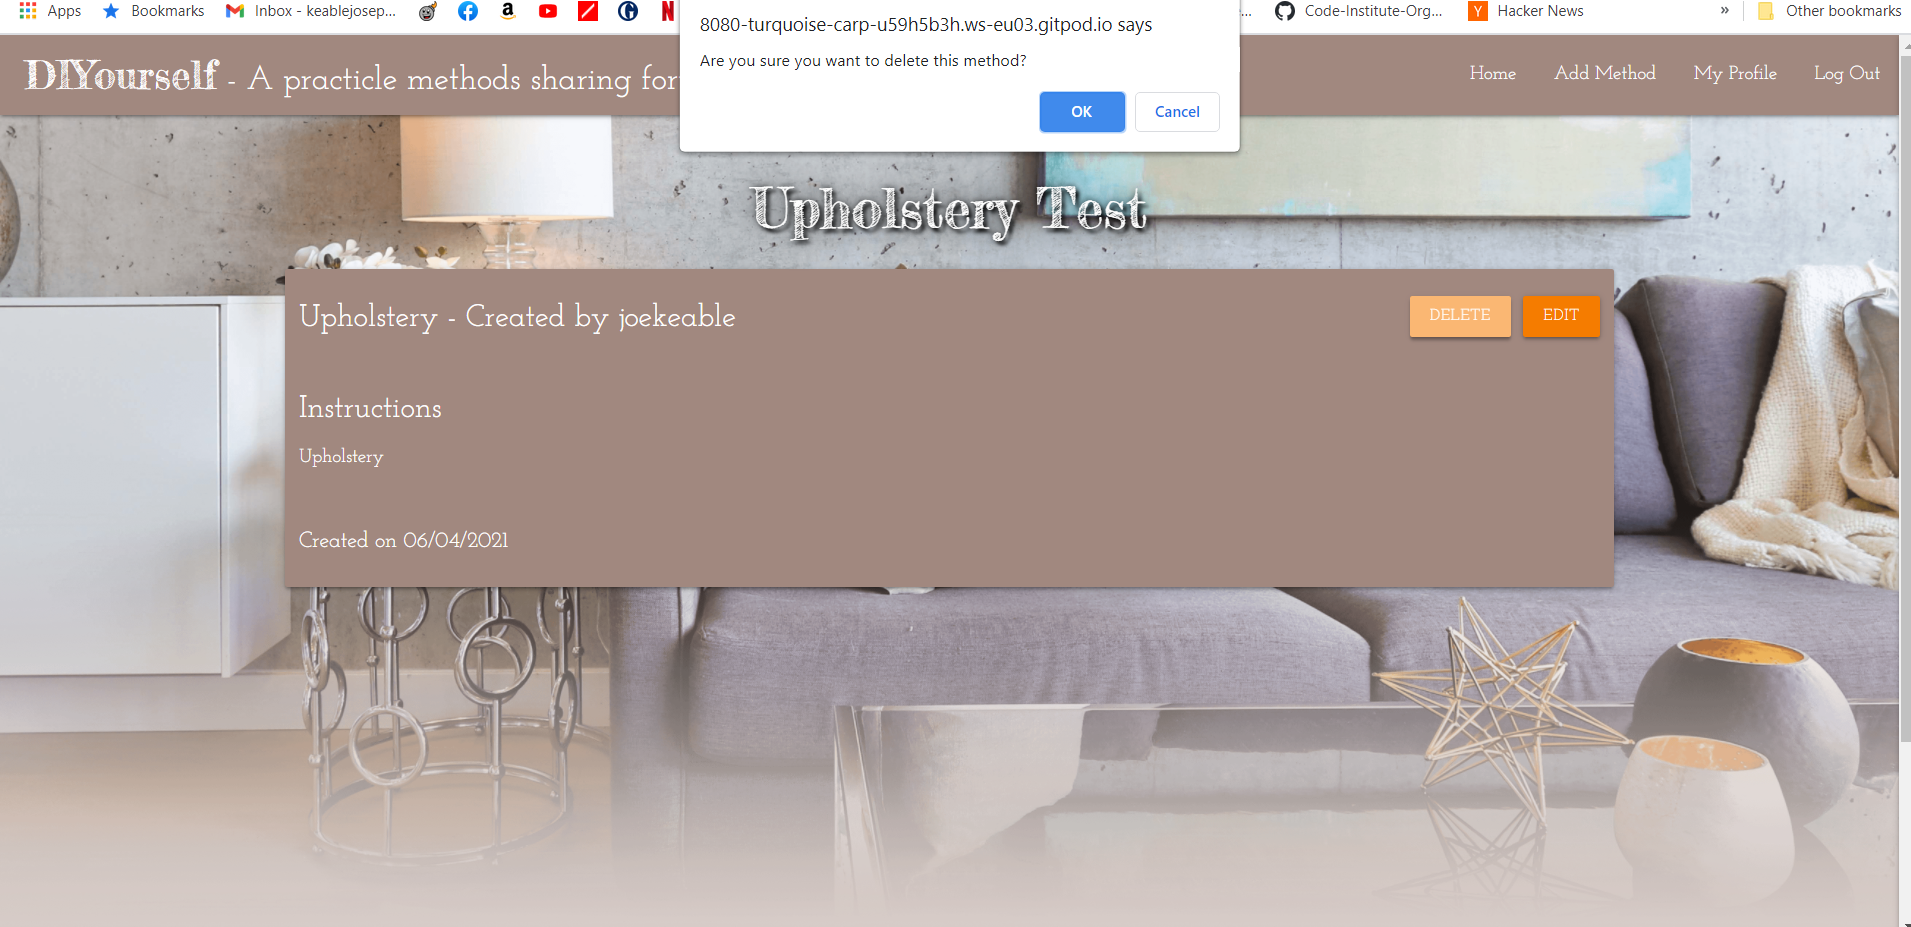 Apps Bookmarks Inbox - keablejosep... Code-Institute-Org... Hacker News » Other bookmarks
8080-turquoise-carp-u59h5b3h.ws-eu03.gitpod.io says
Are you sure you want to delete this method?
OK Cancel
DIYourself - A practicle methods sharing for
Home Add Method My Profile Log Out
Upholstery Test
Upholstery - Created by joekeable
DELETE EDIT
Instructions
Upholstery
Created on 06/04/2021